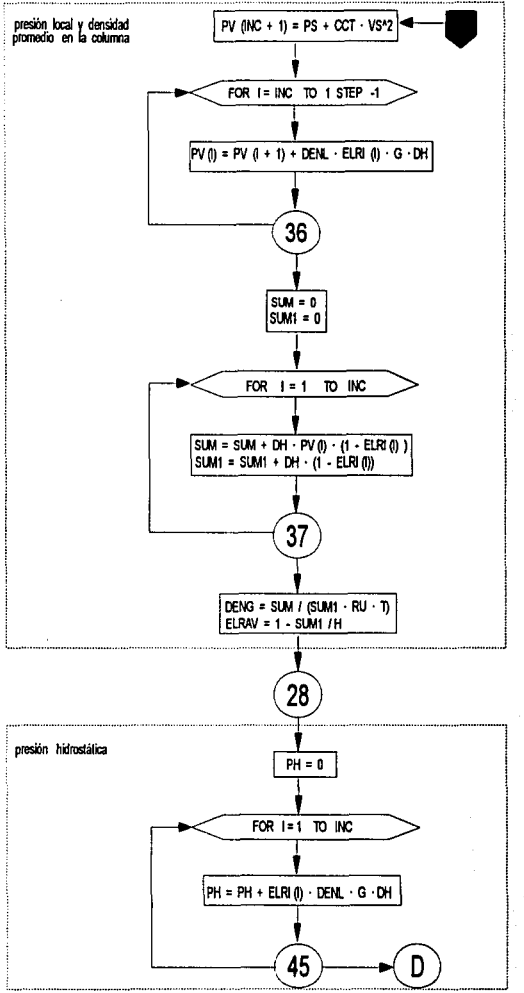 presión local y densidad
promedio en la columna
PV (INC + 1) = PS + CCT · VS^2
FOR I = INC TO 1 STEP -1
PV (I) = PV (I + 1) + DENL · ELRI (I) · G · DH
36
SUM = 0
SUM1 = 0
FOR I = 1 TO INC
SUM = SUM + DH · PV (I) · (1 - ELRI (I) )
SUM1 = SUM1 + DH · (1 - ELRI (I))
37
DENG = SUM / (SUM1 · RU · T)
ELRAV = 1 - SUM1 / H
28
presión hidrostática
PH = 0
FOR I = 1 TO INC
PH = PH + ELRI (I) · DENL · G · DH
45
D